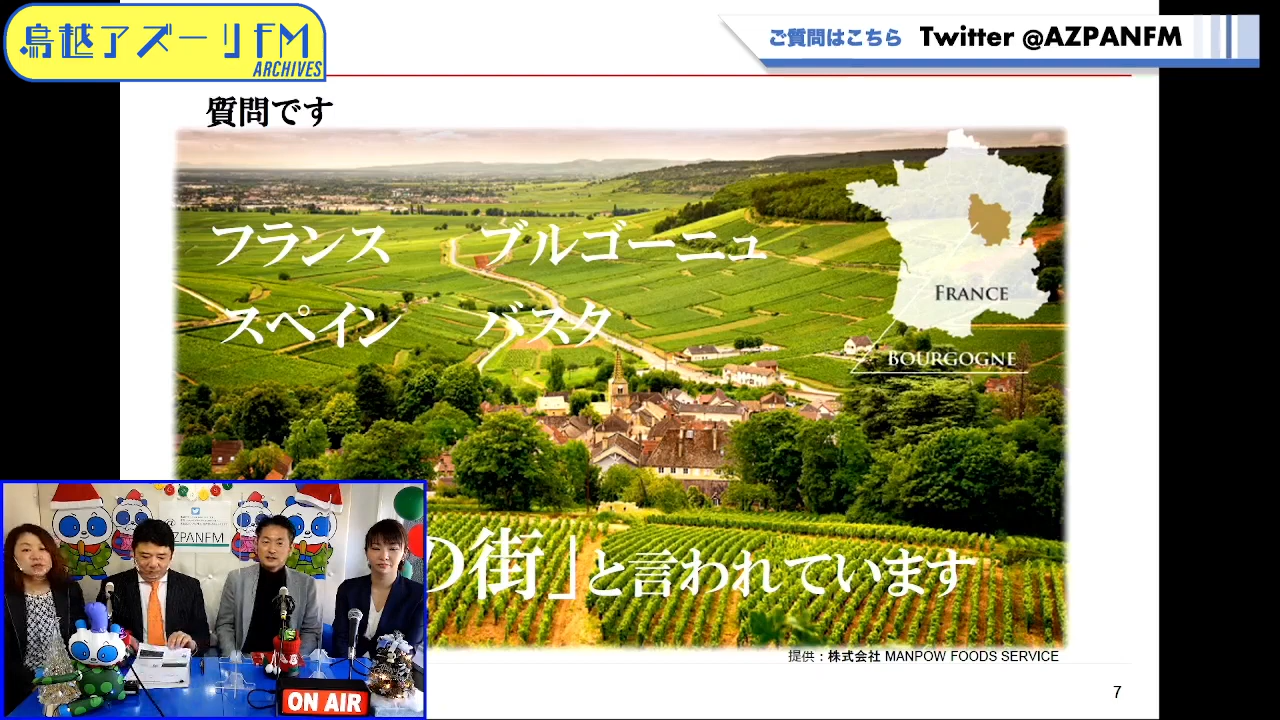 鳥越アズーリFM
ARCHIVES
ご質問はこちら Twitter @AZPANFM
質問です
フランス ブルゴーニュ
スペイン バスク
FRANCE
BOURGOGNE
の街」と言われています
提供：株式会社 MANPOW FOODS SERVICE
7
AZPANFM
ON AIR